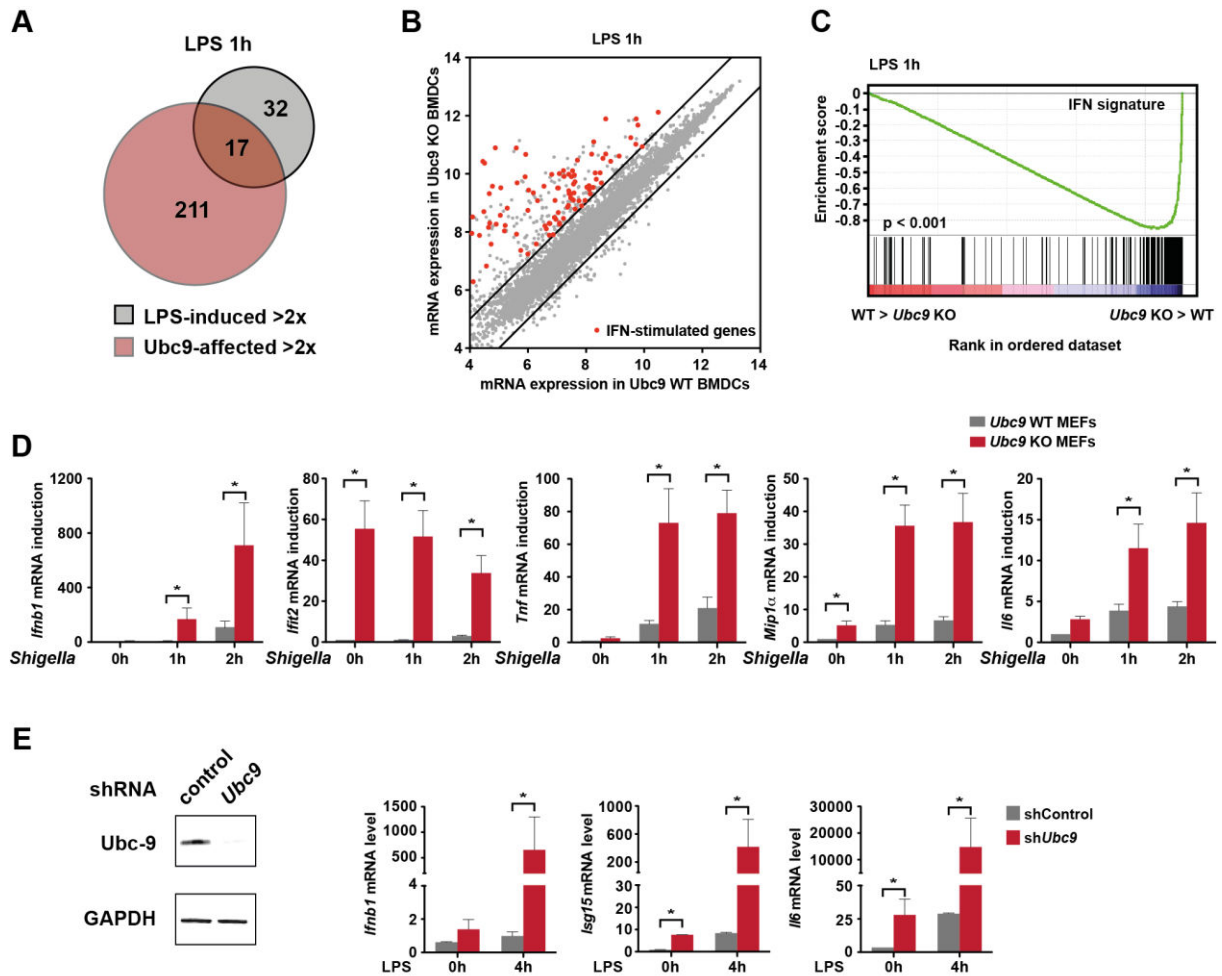 A
LPS 1h
32
17
211
LPS-induced >2x
Ubc9-affected >2x
B
LPS 1h
mRNA expression in Ubc9 KO BMDCs
14
12
10
8
6
4
IFN-stimulated genes
4 6 8 10 12 14
mRNA expression in Ubc9 WT BMDCs
C
LPS 1h
Enrichment score
0
-0.1
-0.2
-0.3
-0.4
-0.5
-0.6
-0.7
-0.8
IFN signature
p < 0.001
WT > Ubc9 KO Ubc9 KO > WT
Rank in ordered dataset
Ubc9 WT MEFs
Ubc9 KO MEFs
D
Ifnb1 mRNA induction
1200
800
400
0
* *
Shigella 0h 1h 2h
Ifit2 mRNA induction
80
60
40
20
0
* * *
0h 1h 2h
Tnf mRNA induction
100
80
60
40
20
0
* *
Shigella 0h 1h 2h
Mip1α mRNA induction
50
40
30
20
10
0
* * *
0h 1h 2h
Il6 mRNA induction
20
15
10
5
0
* *
Shigella 0h 1h 2h
E
shRNA control Ubc9
Ubc-9
GAPDH
Ifnb1 mRNA level
1500
1000
500
4
2
0
*
LPS 0h 4h
Isg15 mRNA level
1000
800
600
400
200
30
20
10
0
* *
LPS 0h 4h
Il6 mRNA level
30000
20000
10000
50
25
0
* *
LPS 0h 4h
shControl
shUbc9